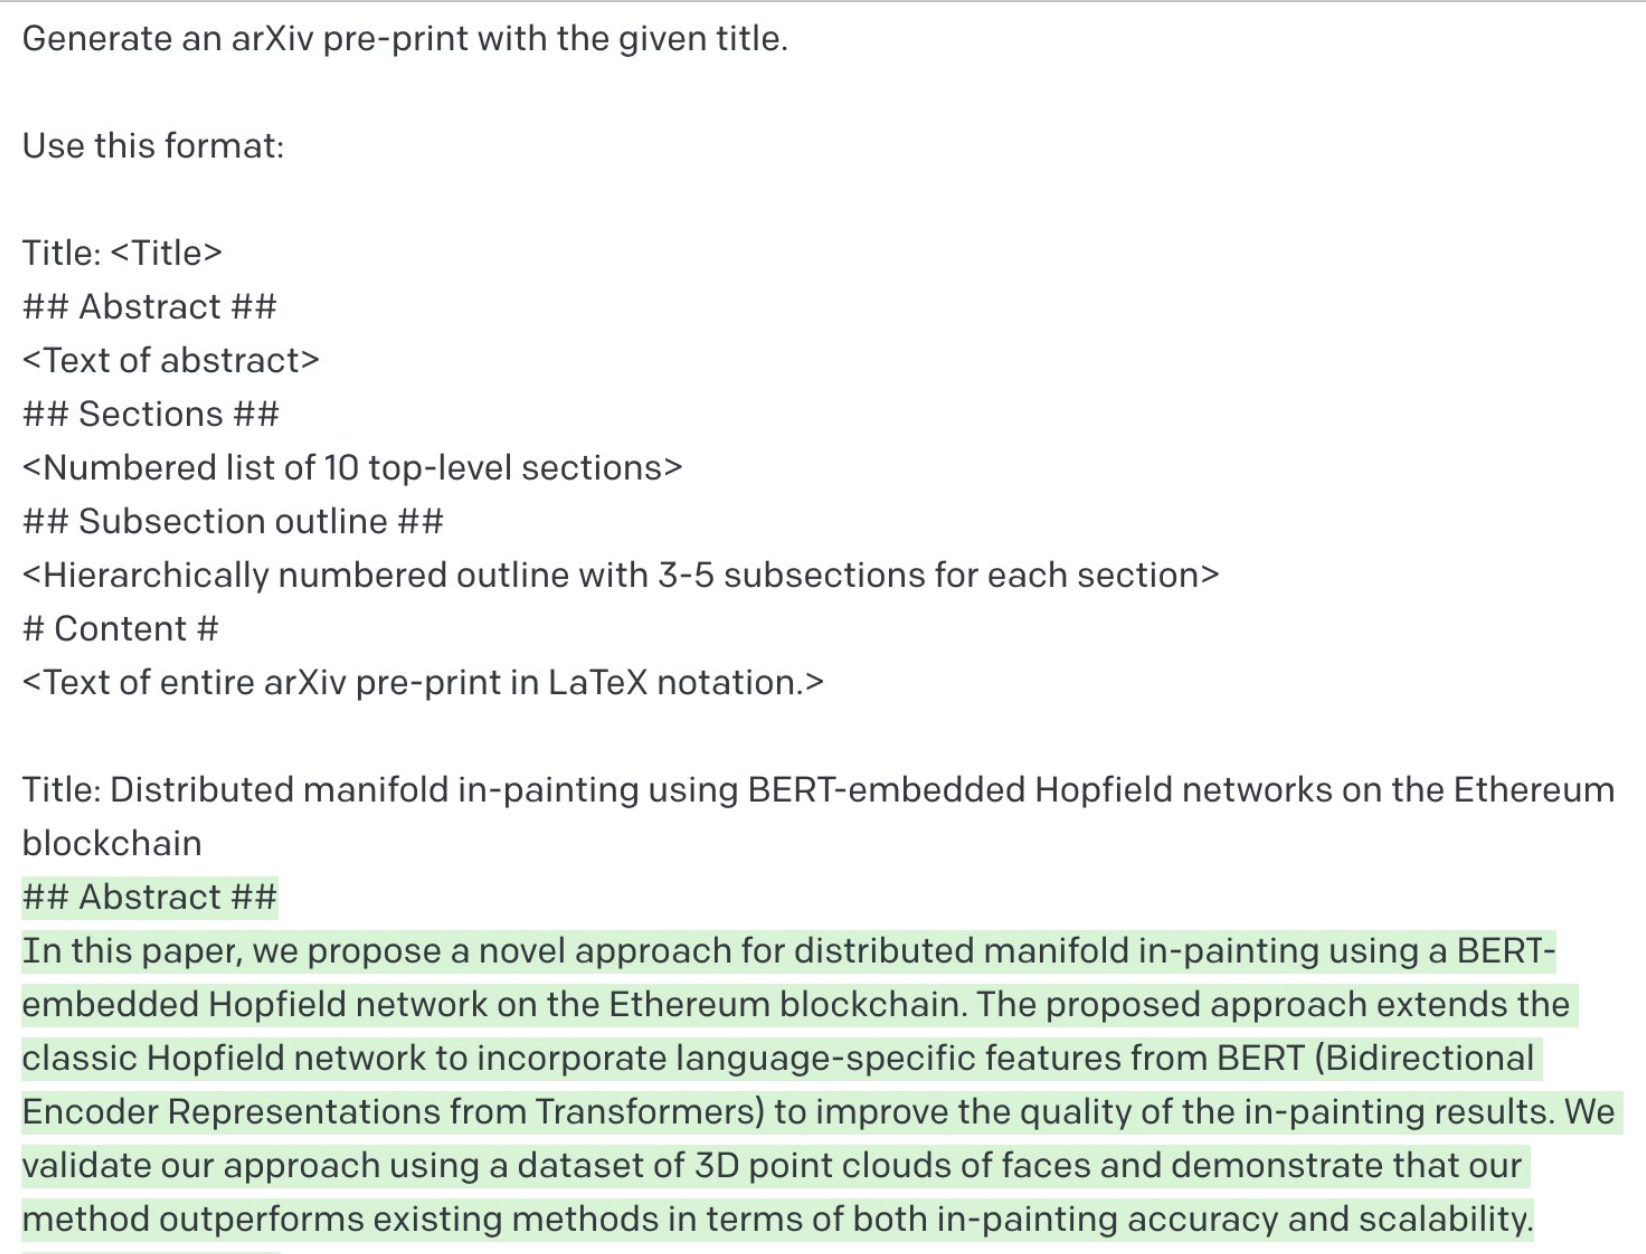 Generate an arXiv pre-print with the given title.
Use this format:
Title: <Title>
## Abstract ##
<Text of abstract>
## Sections ##
<Numbered list of 10 top-level sections>
## Subsection outline ##
<Hierarchically numbered outline with 3-5 subsections for each section>
# Content #
<Text of entire arXiv pre-print in LaTeX notation.>
Title: Distributed manifold in-painting using BERT-embedded Hopfield networks on the Ethereum
blockchain
## Abstract ##
In this paper, we propose a novel approach for distributed manifold in-painting using a BERT-
embedded Hopfield network on the Ethereum blockchain. The proposed approach extends the
classic Hopfield network to incorporate language-specific features from BERT (Bidirectional
Encoder Representations from Transformers) to improve the quality of the in-painting results. We
validate our approach using a dataset of 3D point clouds of faces and demonstrate that our
method outperforms existing methods in terms of both in-painting accuracy and scalability.